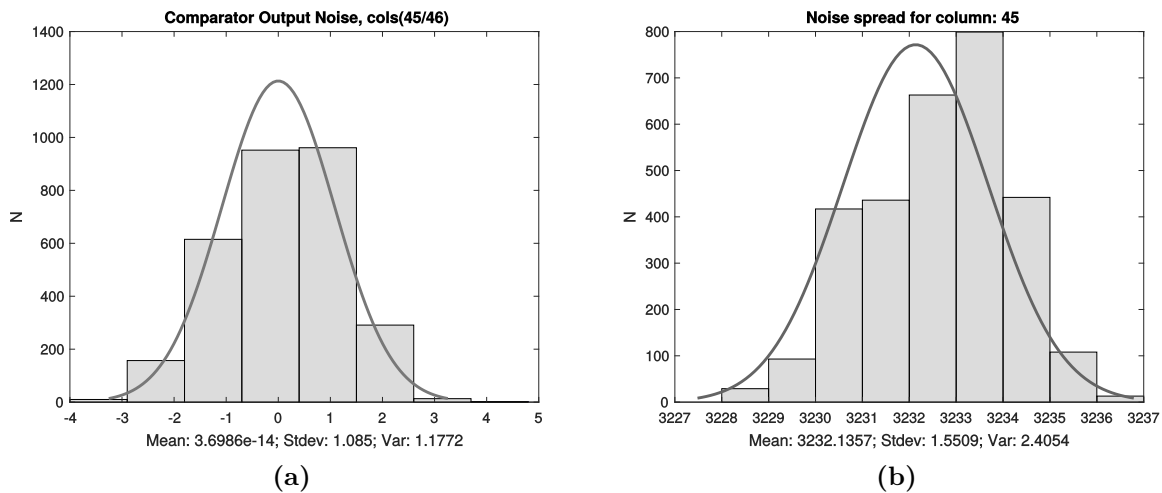 Comparator Output Noise, cols(45/46)
1400
1200
1000
800
600
400
200
0
N
-4 -3 -2 -1 0 1 2 3 4 5
Mean: 3.6986e-14; Stdev: 1.085; Var: 1.1772
(a)
Noise spread for column: 45
800
700
600
500
400
300
200
100
0
N
3227 3228 3229 3230 3231 3232 3233 3234 3235 3236 3237
Mean: 3232.1357; Stdev: 1.5509; Var: 2.4054
(b)